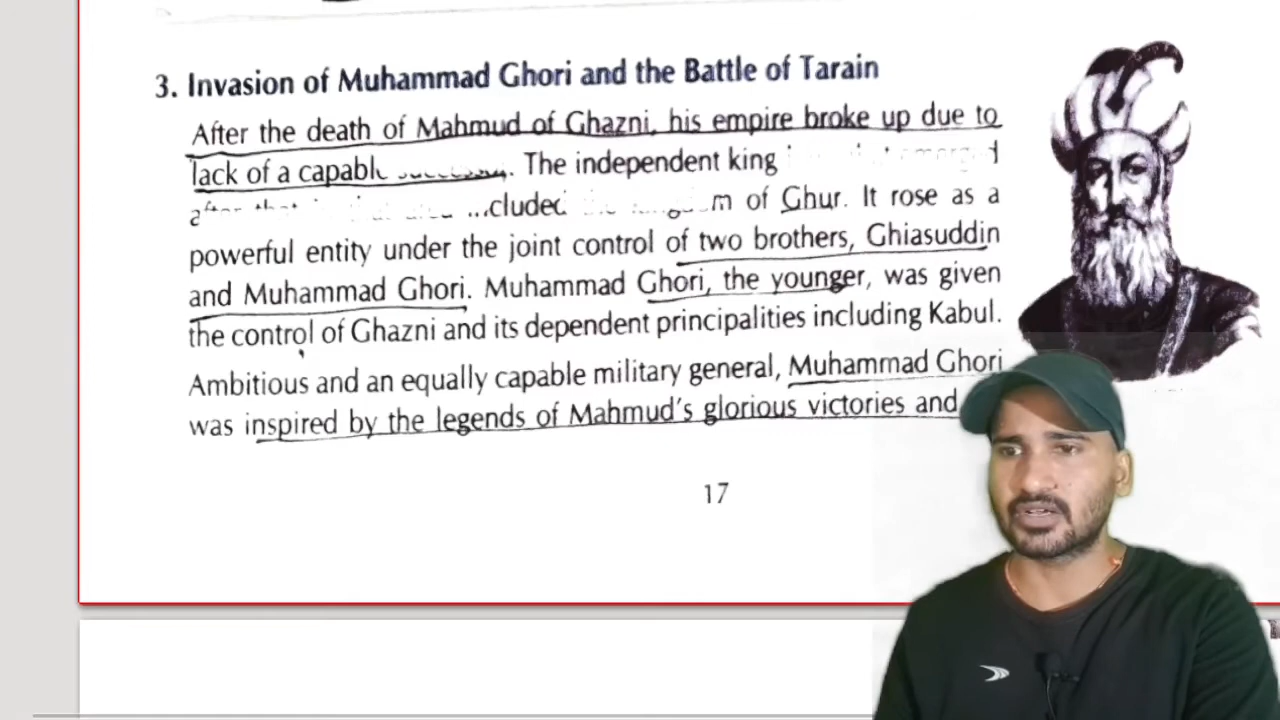 3. Invasion of Muhammad Ghori and the Battle of Tarain
After the death of Mahmud of Ghazni, his empire broke up due to
lack of a capable . The independent king
of Ghur. It rose as a
powerful entity under the joint control of two brothers, Ghiasuddin
and Muhammad Ghori. Muhammad Ghori, the younger, was given
the control of Ghazni and its dependent principalities including Kabul.
Ambitious and an equally capable military general, Muhammad Ghori
was inspired by the legends of Mahmud's glorious victories and
17